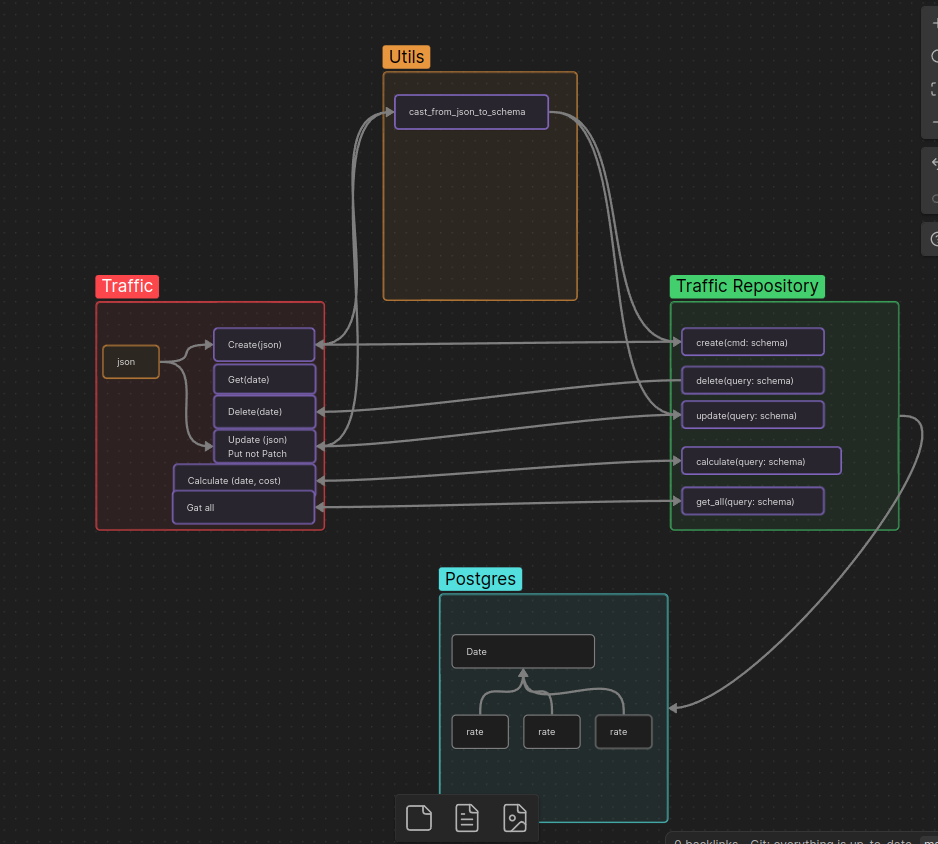 Utils
cast_from_json_to_schema
Traffic
json
Create(json)
Get(date)
Delete(date)
Update (json)
Put not Patch
Calculate (date, cost)
Gat all
Traffic Repository
create(cmd: schema)
delete(query: schema)
update(query: schema)
calculate(query: schema)
get_all(query: schema)
Postgres
Date
rate
rate
rate
0 backlinks Git: everything is up-to-date